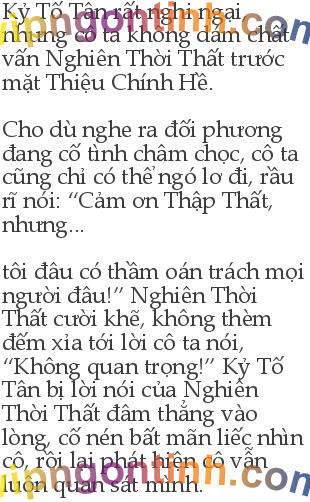 Kỷ Tố Tân rất nghi ngại,
nhưng cô ta không dám chất
vấn Nghiên Thời Thất trước
mặt Thiệu Chính Hề.
Cho dù nghe ra đối phương
đang cố tình châm chọc, cô ta
cũng chỉ có thể ngó lơ đi, rầu
rĩ nói: “Cảm ơn Thập Thất,
nhưng...
tôi đâu có thầm oán trách mọi
người đâu!” Nghiên Thời
Thất cười khẽ, không thèm
đếm xỉa tới lời cô ta nói,
“Không quan trọng!” Kỷ Tố
Tân bị lời nói của Nghiên
Thời Thất đâm thẳng vào
lòng, cố nén bất mãn liếc nhìn
cô, rồi lại phát hiện cô vẫn
luôn quan sát mình.